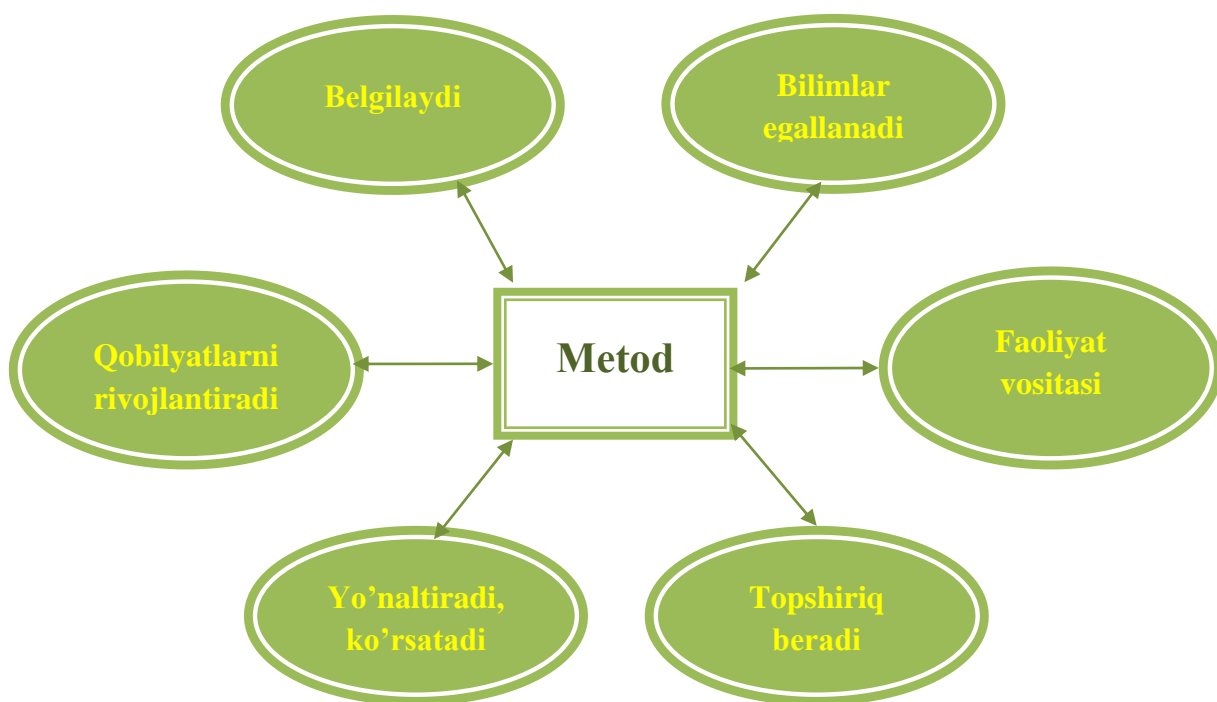 Belgilaydi
Bilimlar
egallanadi
Qobilyatlarni
rivojlantiradi
Metod
Faoliyat
vositasi
Yo’naltiradi,
ko’rsatadi
Topshiriq
beradi